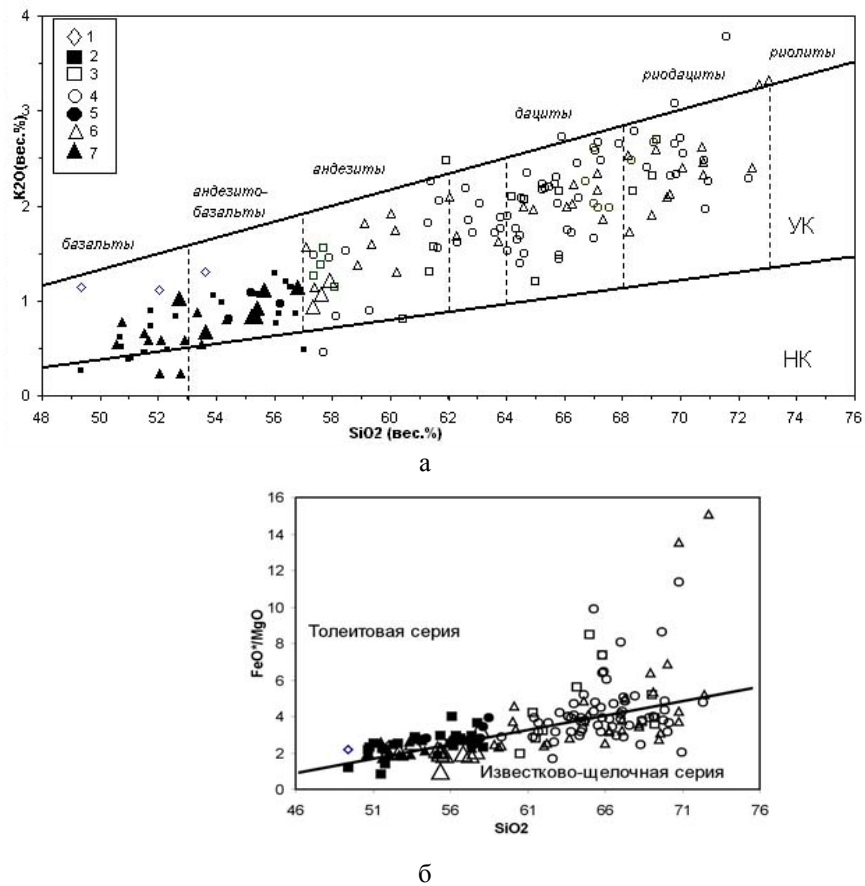 4
3
2
1
0
K2O(вес.%)
1
2
3
4
5
6
7
базальты
андезито-
базальты
андезиты
дациты
риодациты
риолиты
УК
НК
48 50 52 54 56 58 60 62 64 66 68 70 72 74 76
SiO2 (вес.%)
а
16
14
12
10
8
6
4
2
0
FeO*/MgO
Толеитовая серия
Известково-щелочная серия
46 51 56 61 66 71 76
SiO2
б